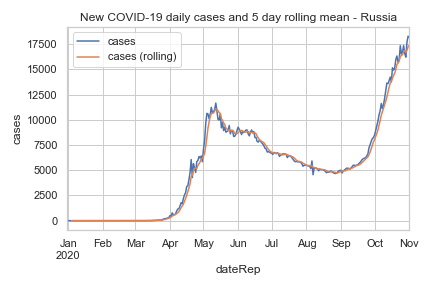 New COVID-19 daily cases and 5 day rolling mean - Russia
cases
cases (rolling)
17500
15000
12500
10000
7500
5000
2500
0
cases
Jan Feb Mar Apr May Jun Jul Aug Sep Oct Nov
2020
dateRep